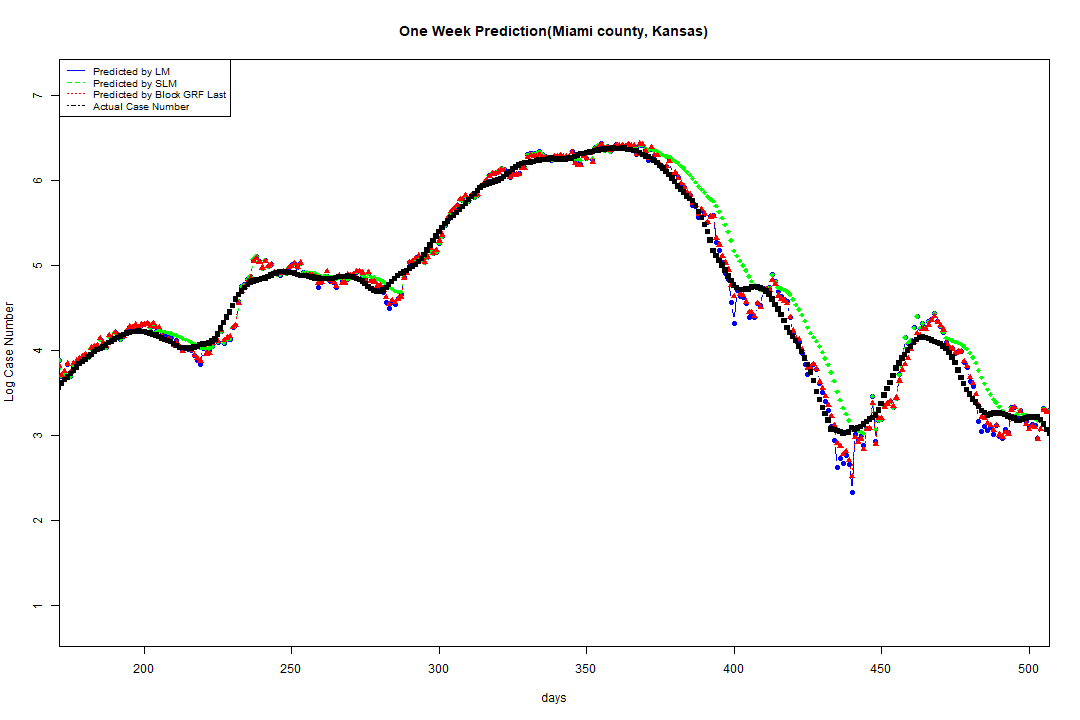 One Week Prediction(Miami county, Kansas)
Predicted by LM
Predicted by SLM
Predicted by Block GRF Last
Actual Case Number
7
6
5
4
3
2
1
Log Case Number
200 250 300 350 400 450 500
days